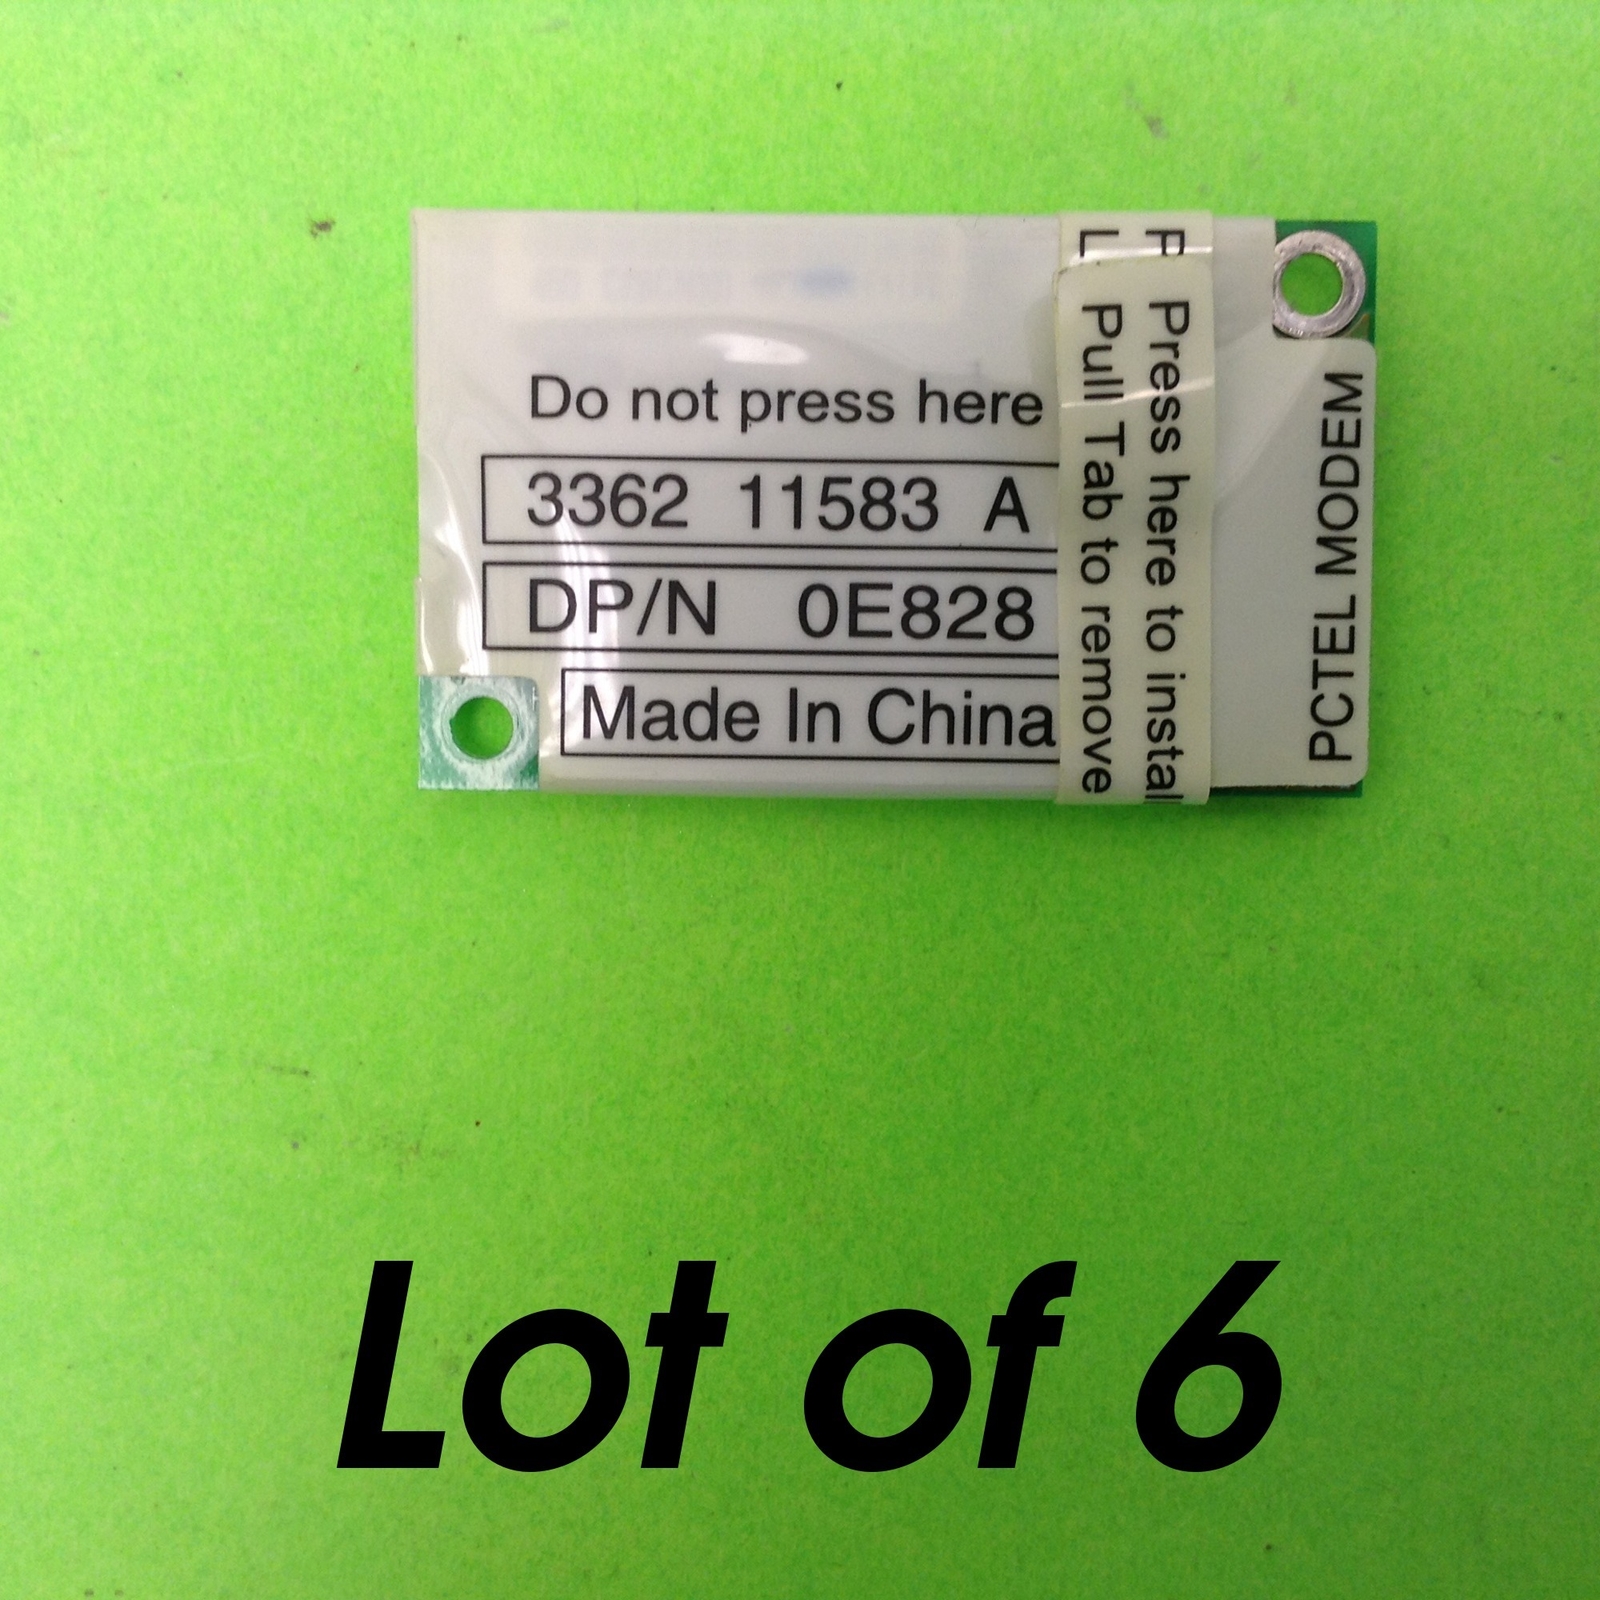 Do not press here
3362 11583 A
DP/N 0E828
Made In China
Press here to install
Pull Tab to remove
PCTEL MODEM
Lot of 6